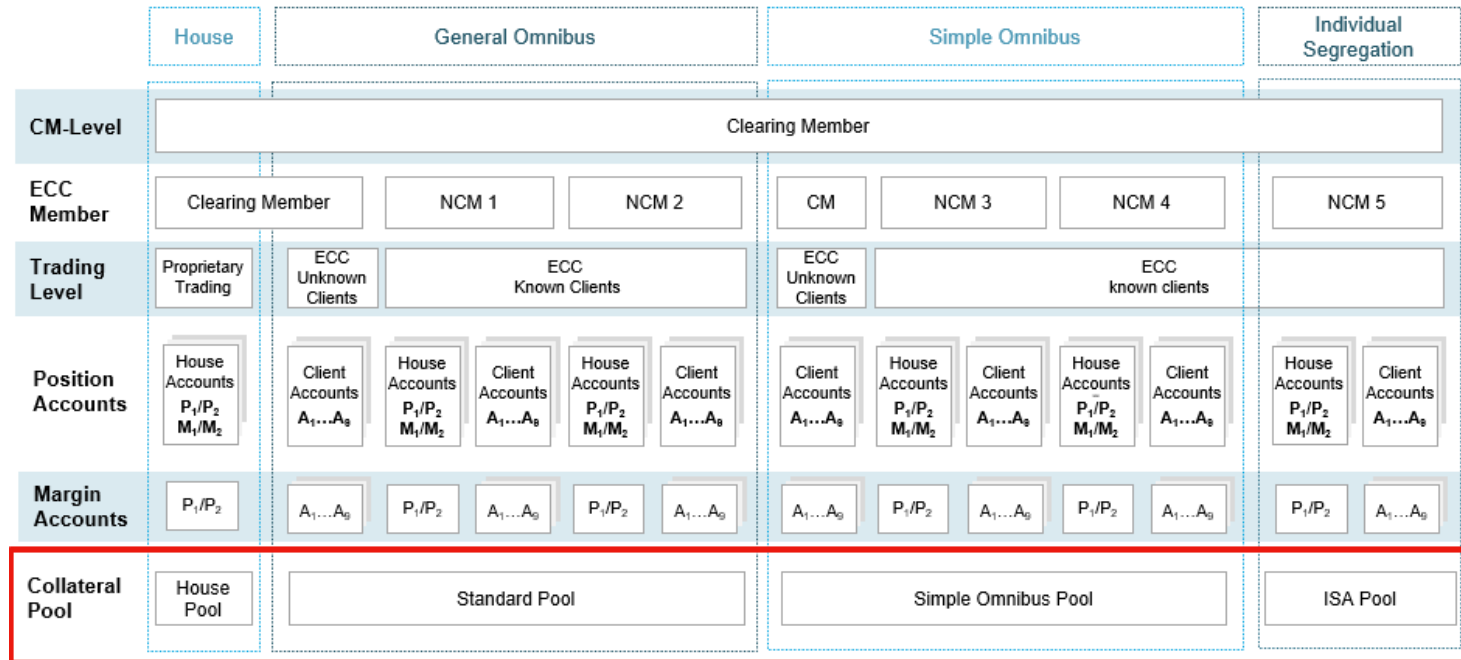 House
General Omnibus
Simple Omnibus
Individual
Segregation
CM-Level
Clearing Member
ECC
Member
Clearing Member
NCM 1
NCM 2
CM
NCM 3
NCM 4
NCM 5
Trading
Level
Proprietary
Trading
ECC
Unknown
Clients
ECC
Known Clients
ECC
Unknown
Clients
ECC
known clients
Position
Accounts
House
Accounts
P₁/P₂
M₁/M₂
Client
Accounts
A₁...A₉
House
Accounts
P₁/P₂
M₁/M₂
Client
Accounts
A₁...A₉
House
Accounts
P₁/P₂
M₁/M₂
Client
Accounts
A₁...A₉
Client
Accounts
A₁...A₉
House
Accounts
P₁/P₂
M₁/M₂
Client
Accounts
A₁...A₉
House
Accounts
P₁/P₂
M₁/M₂
Client
Accounts
A₁...A₉
House
Accounts
P₁/P₂
M₁/M₂
Client
Accounts
A₁...A₉
Margin
Accounts
P₁/P₂
A₁...A₉
P₁/P₂
A₁...A₉
P₁/P₂
A₁...A₉
A₁...A₉
P₁/P₂
A₁...A₉
P₁/P₂
A₁...A₉
P₁/P₂
A₁...A₉
Collateral
Pool
House
Pool
Standard Pool
Simple Omnibus Pool
ISA Pool